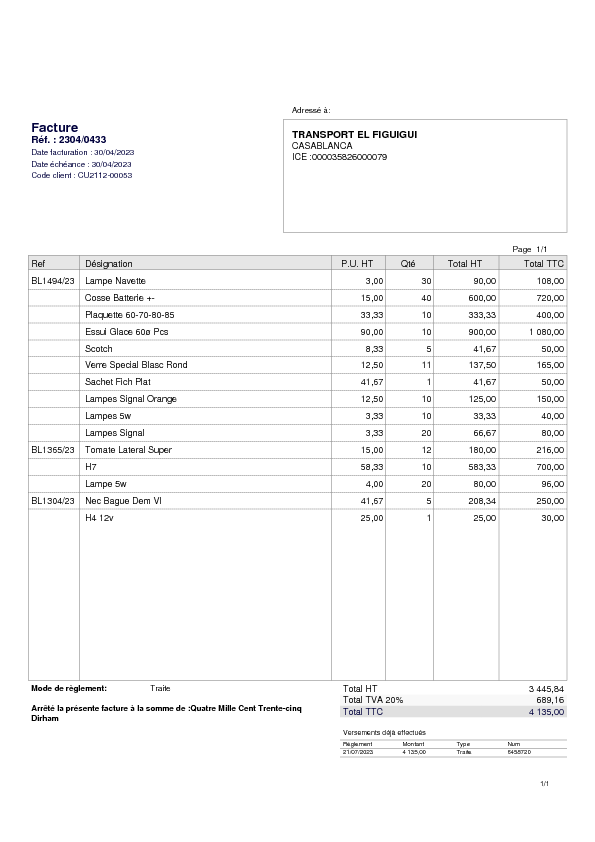 Adressé à:
Facture
Réf. : 2304/0433
Date facturation : 30/04/2023
Date échéance : 30/04/2023
Code client : CU2112-00053
TRANSPORT EL FIGUIGUI
CASABLANCA
ICE :000035826000079
Page 1/1
Ref Désignation P.U. HT Qté Total HT Total TTC
BL1494/23 Lampe Navette 3,00 30 90,00 108,00
Cosse Batterie +- 15,00 40 600,00 720,00
Plaquette 60-70-80-85 33,33 10 333,33 400,00
Essui Glace 60ø Pcs 90,00 10 900,00 1 080,00
Scotch 8,33 5 41,67 50,00
Verre Special Blasc Rond 12,50 11 137,50 165,00
Sachet Fich Plat 41,67 1 41,67 50,00
Lampes Signal Orange 12,50 10 125,00 150,00
Lampes 5w 3,33 10 33,33 40,00
Lampes Signal 3,33 20 66,67 80,00
BL1365/23 Tomate Lateral Super 15,00 12 180,00 216,00
H7 58,33 10 583,33 700,00
Lampe 5w 4,00 20 80,00 96,00
BL1304/23 Nec Bague Dem Vl 41,67 5 208,34 250,00
H4 12v 25,00 1 25,00 30,00
Mode de règlement: Traite
Arrêté la présente facture à la somme de :Quatre Mille Cent Trente-cinq
Dirham
Total HT 3 445,84
Total TVA 20% 689,16
Total TTC 4 135,00
Versements déjà effectués
Règlement Montant Type Num
21/07/2023 4 135,00 Traite
1/1